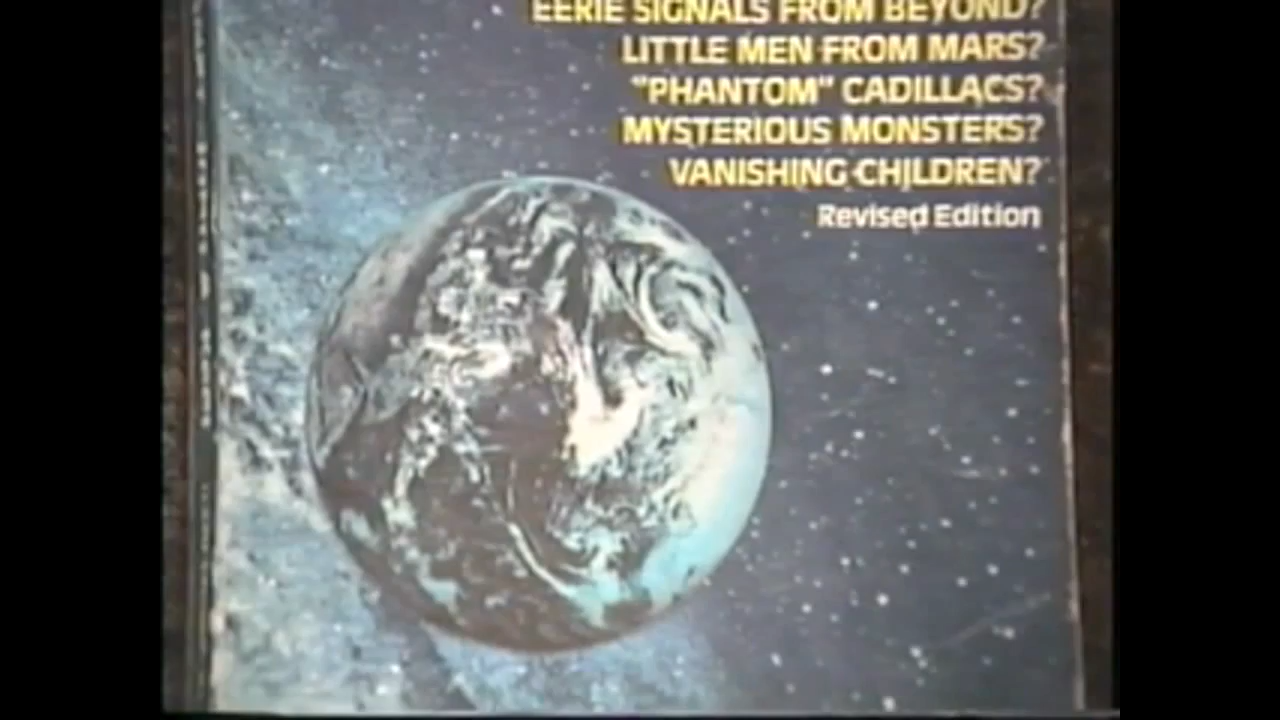 EERIE SIGNALS FROM BEYOND?
LITTLE MEN FROM MARS?
"PHANTOM" CADILLACS?
MYSTERIOUS MONSTERS?
VANISHING CHILDREN?
Revised Edition